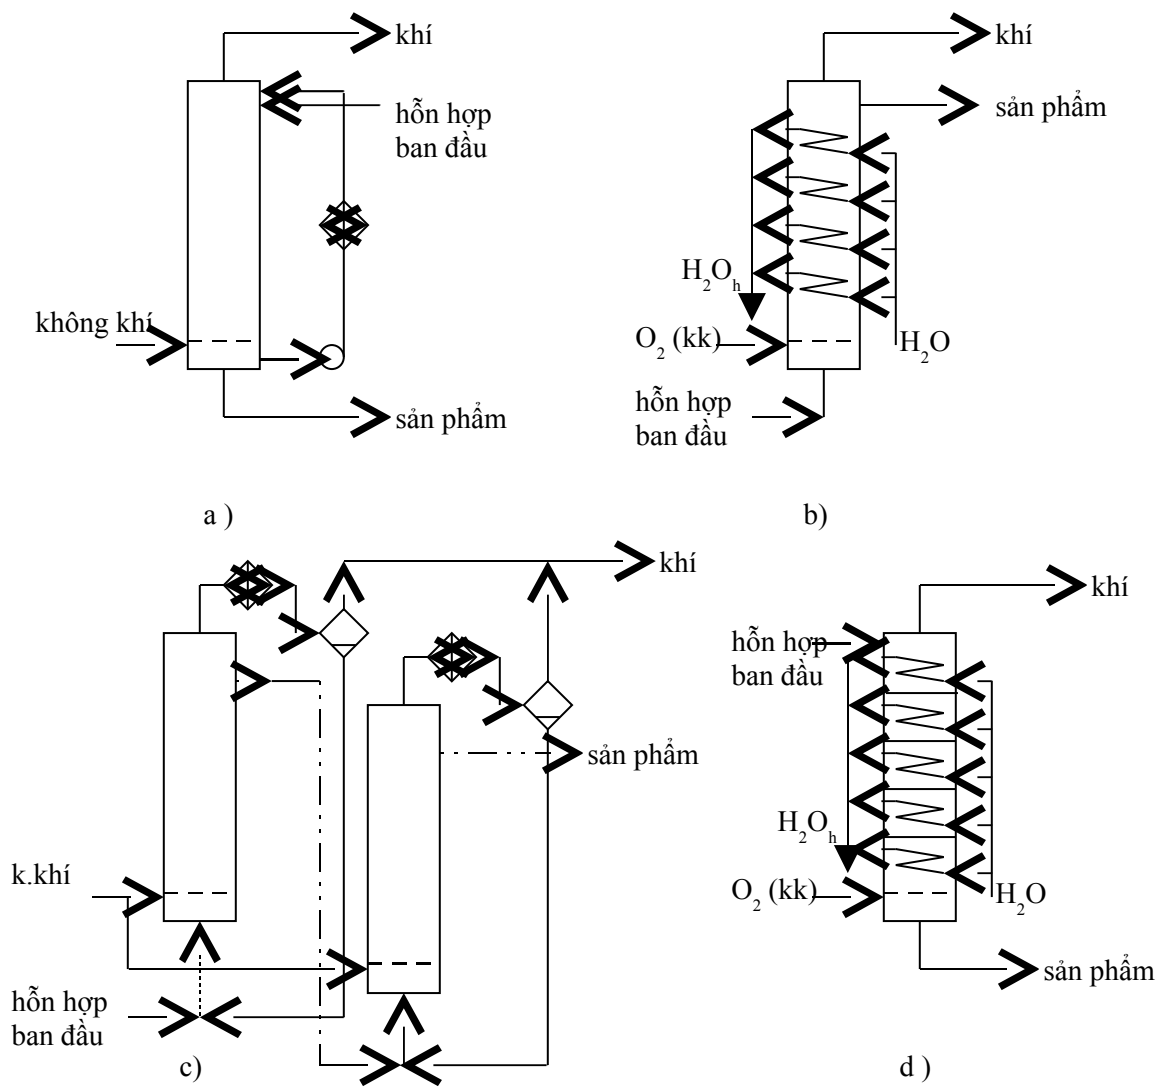 khí
hỗn hợp
ban đầu
không khí
sản phẩm
a )
khí
sản phẩm
H₂Oₕ
O₂ (kk)
H₂O
hỗn hợp
ban đầu
b)
khí
sản phẩm
k.khí
hỗn hợp
ban đầu
c)
khí
hỗn hợp
ban đầu
H₂Oₕ
O₂ (kk)
H₂O
sản phẩm
d )